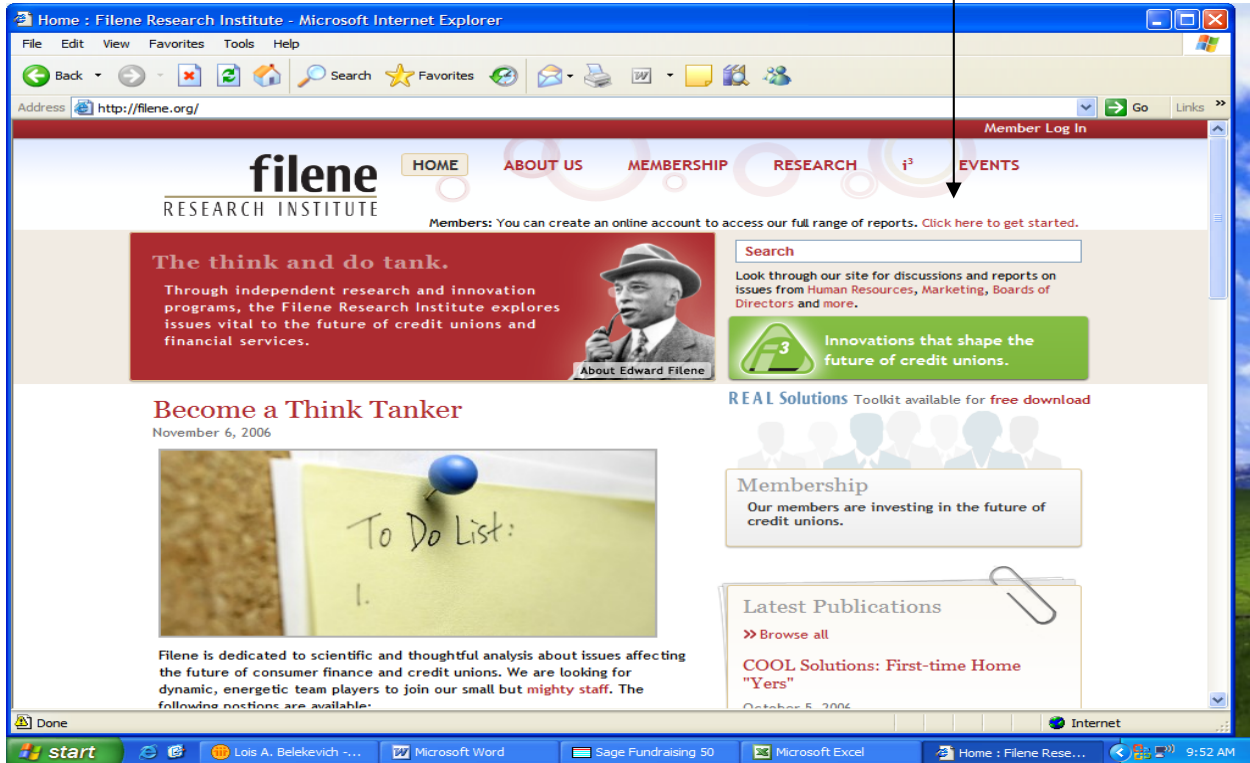 Home : Filene Research Institute - Microsoft Internet Explorer
File Edit View Favorites Tools Help
Back Search Favorites
Address http://filene.org/ Go Links »
Member Log In
filene
RESEARCH INSTITUTE
HOME ABOUT US MEMBERSHIP RESEARCH i³ EVENTS
Members: You can create an online account to access our full range of reports. Click here to get started.
The think and do tank.
Through independent research and innovation
programs, the Filene Research Institute explores
issues vital to the future of credit unions and
financial services.
About Edward Filene
Search
Look through our site for discussions and reports on
issues from Human Resources, Marketing, Boards of
Directors and more.
i3
Innovations that shape the
future of credit unions.
Become a Think Tanker
November 6, 2006
To Do List:
1.
Filene is dedicated to scientific and thoughtful analysis about issues affecting
the future of consumer finance and credit unions. We are looking for
dynamic, energetic team players to join our small but mighty staff. The
following postions are available:
REAL Solutions Toolkit available for free download
Membership
Our members are investing in the future of
credit unions.
Latest Publications
» Browse all
COOL Solutions: First-time Home
"Yers"
October 5, 2006
Done Internet
start Lois A. Belekevich -... Microsoft Word Sage Fundraising 50 Microsoft Excel Home : Filene Rese... 9:52 AM